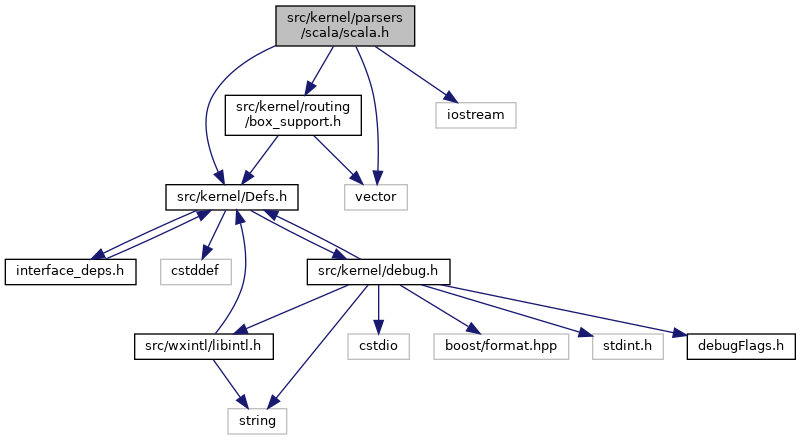 src/kernel/parsers
/scala/scala.h
src/kernel/routing
/box_support.h
iostream
src/kernel/Defs.h
vector
interface_deps.h
cstddef
src/kernel/debug.h
src/wxintl/libintl.h
cstdio
boost/format.hpp
stdint.h
debugFlags.h
string